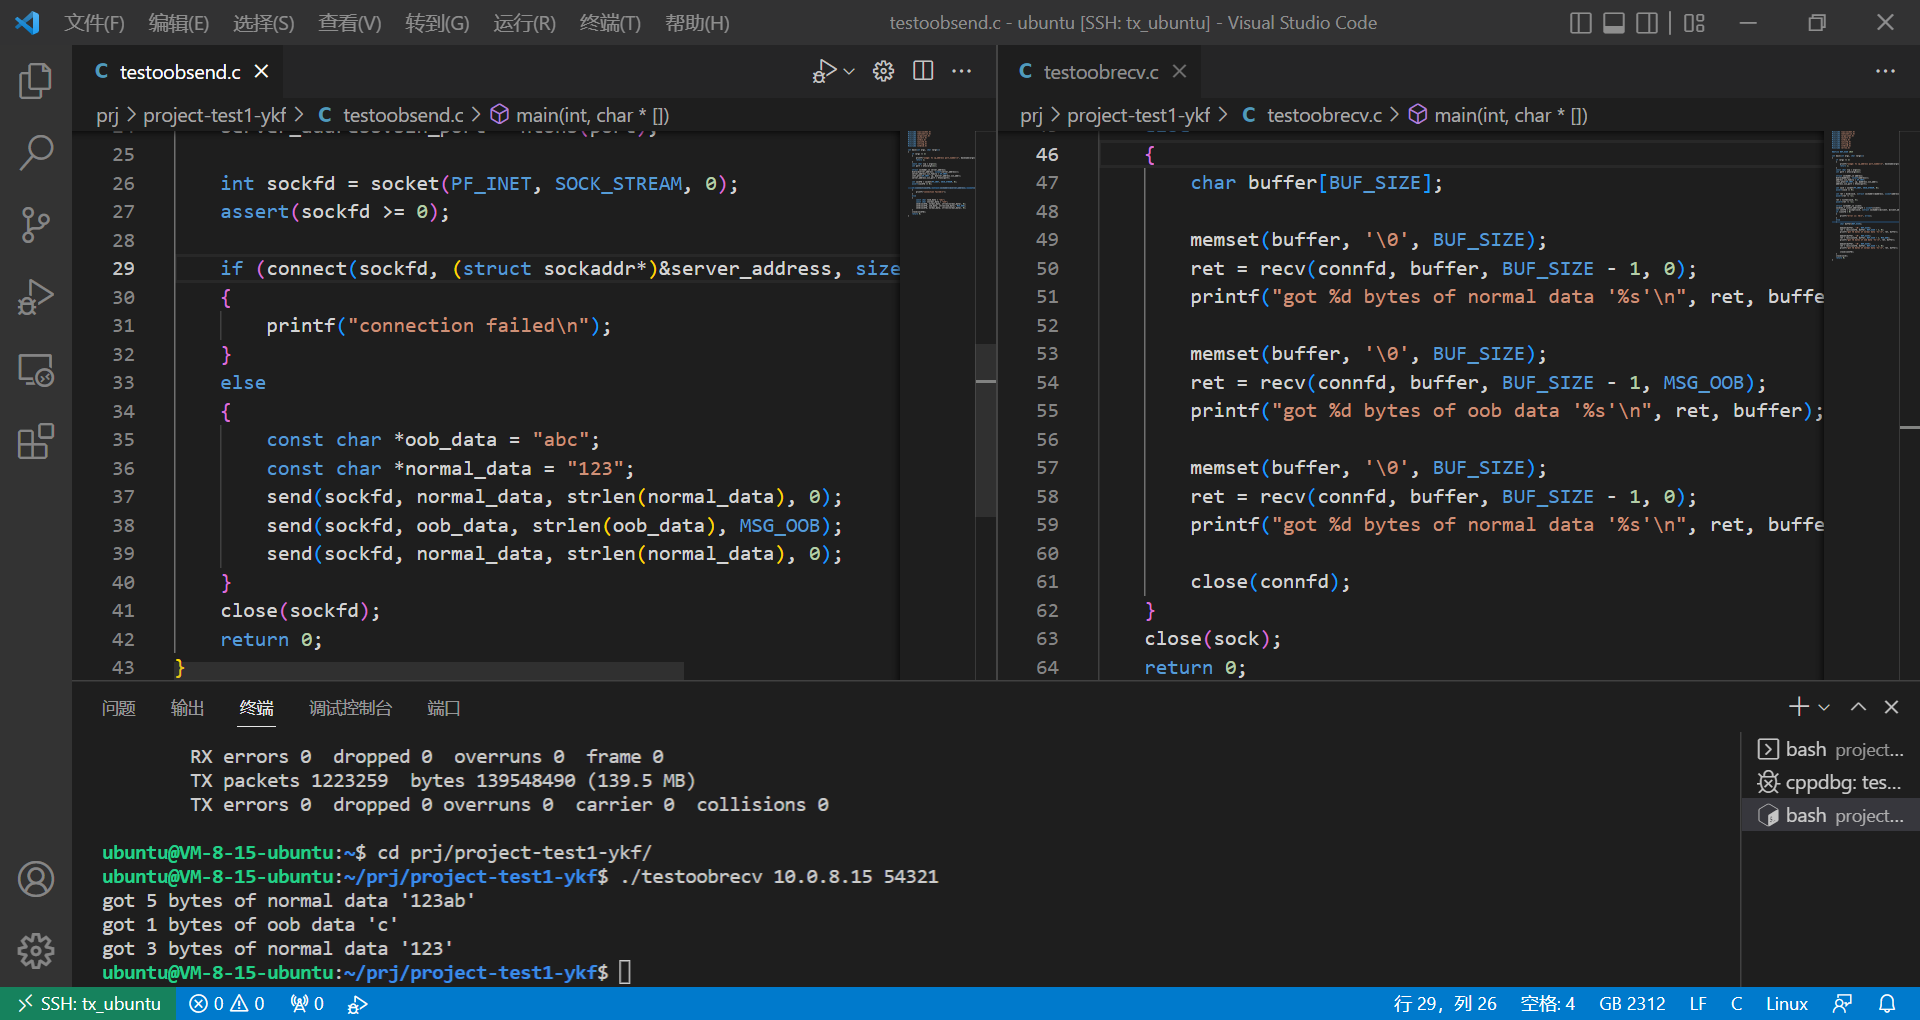 文件(F) 编辑(E) 选择(S) 查看(V) 转到(G) 运行(R) 终端(T) 帮助(H) testoobsend.c - ubuntu [SSH: tx_ubuntu] - Visual Studio Code
C testoobsend.c
prj > project-test1-ykf > C testoobsend.c > main(int, char * [])
25
26 int sockfd = socket(PF_INET, SOCK_STREAM, 0);
27 assert(sockfd >= 0);
28
29 if (connect(sockfd, (struct sockaddr*)&server_address, size
30 {
31 printf("connection failed\n");
32 }
33 else
34 {
35 const char *oob_data = "abc";
36 const char *normal_data = "123";
37 send(sockfd, normal_data, strlen(normal_data), 0);
38 send(sockfd, oob_data, strlen(oob_data), MSG_OOB);
39 send(sockfd, normal_data, strlen(normal_data), 0);
40 }
41 close(sockfd);
42 return 0;
43 }
C testoobrecv.c
prj > project-test1-ykf > C testoobrecv.c > main(int, char * [])
46 {
47 char buffer[BUF_SIZE];
48
49 memset(buffer, '\0', BUF_SIZE);
50 ret = recv(connfd, buffer, BUF_SIZE - 1, 0);
51 printf("got %d bytes of normal data '%s'\n", ret, buffe
52
53 memset(buffer, '\0', BUF_SIZE);
54 ret = recv(connfd, buffer, BUF_SIZE - 1, MSG_OOB);
55 printf("got %d bytes of oob data '%s'\n", ret, buffer);
56
57 memset(buffer, '\0', BUF_SIZE);
58 ret = recv(connfd, buffer, BUF_SIZE - 1, 0);
59 printf("got %d bytes of normal data '%s'\n", ret, buffe
60
61 close(connfd);
62 }
63 close(sock);
64 return 0;
问题 输出 终端 调试控制台 端口
RX errors 0 dropped 0 overruns 0 frame 0
TX packets 1223259 bytes 139548490 (139.5 MB)
TX errors 0 dropped 0 overruns 0 carrier 0 collisions 0
ubuntu@VM-8-15-ubuntu:~$ cd prj/project-test1-ykf/
ubuntu@VM-8-15-ubuntu:~/prj/project-test1-ykf$ ./testoobrecv 10.0.8.15 54321
got 5 bytes of normal data '123ab'
got 1 bytes of oob data 'c'
got 3 bytes of normal data '123'
ubuntu@VM-8-15-ubuntu:~/prj/project-test1-ykf$
bash project...
cppdbg: tes...
bash project...
SSH: tx_ubuntu 0 0 0 行 29，列 26 空格: 4 GB 2312 LF C Linux